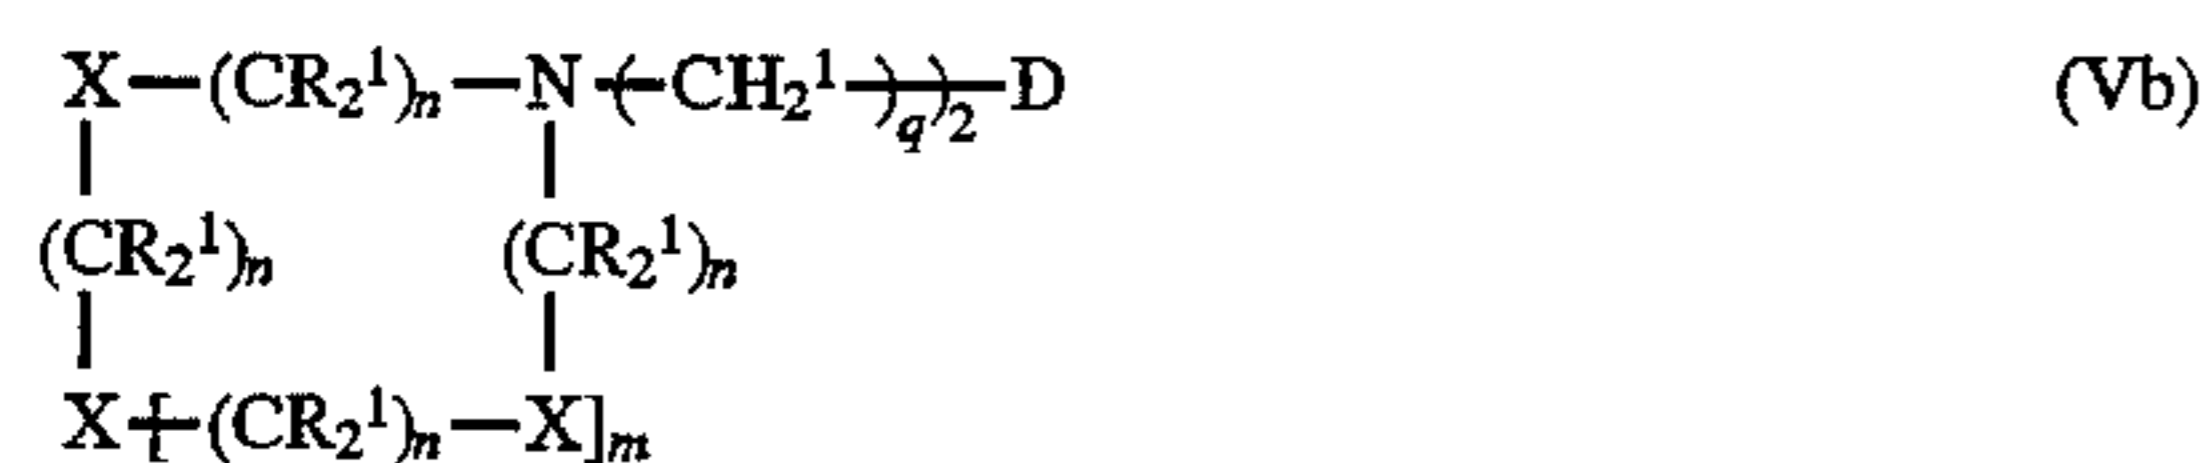 X—(CR₂¹)ₙ—N—(CH₂¹—)q)₂—D (Vb)
(CR₂¹)ₙ (CR₂¹)ₙ
X—[(CR₂¹)ₙ—X]ₘ